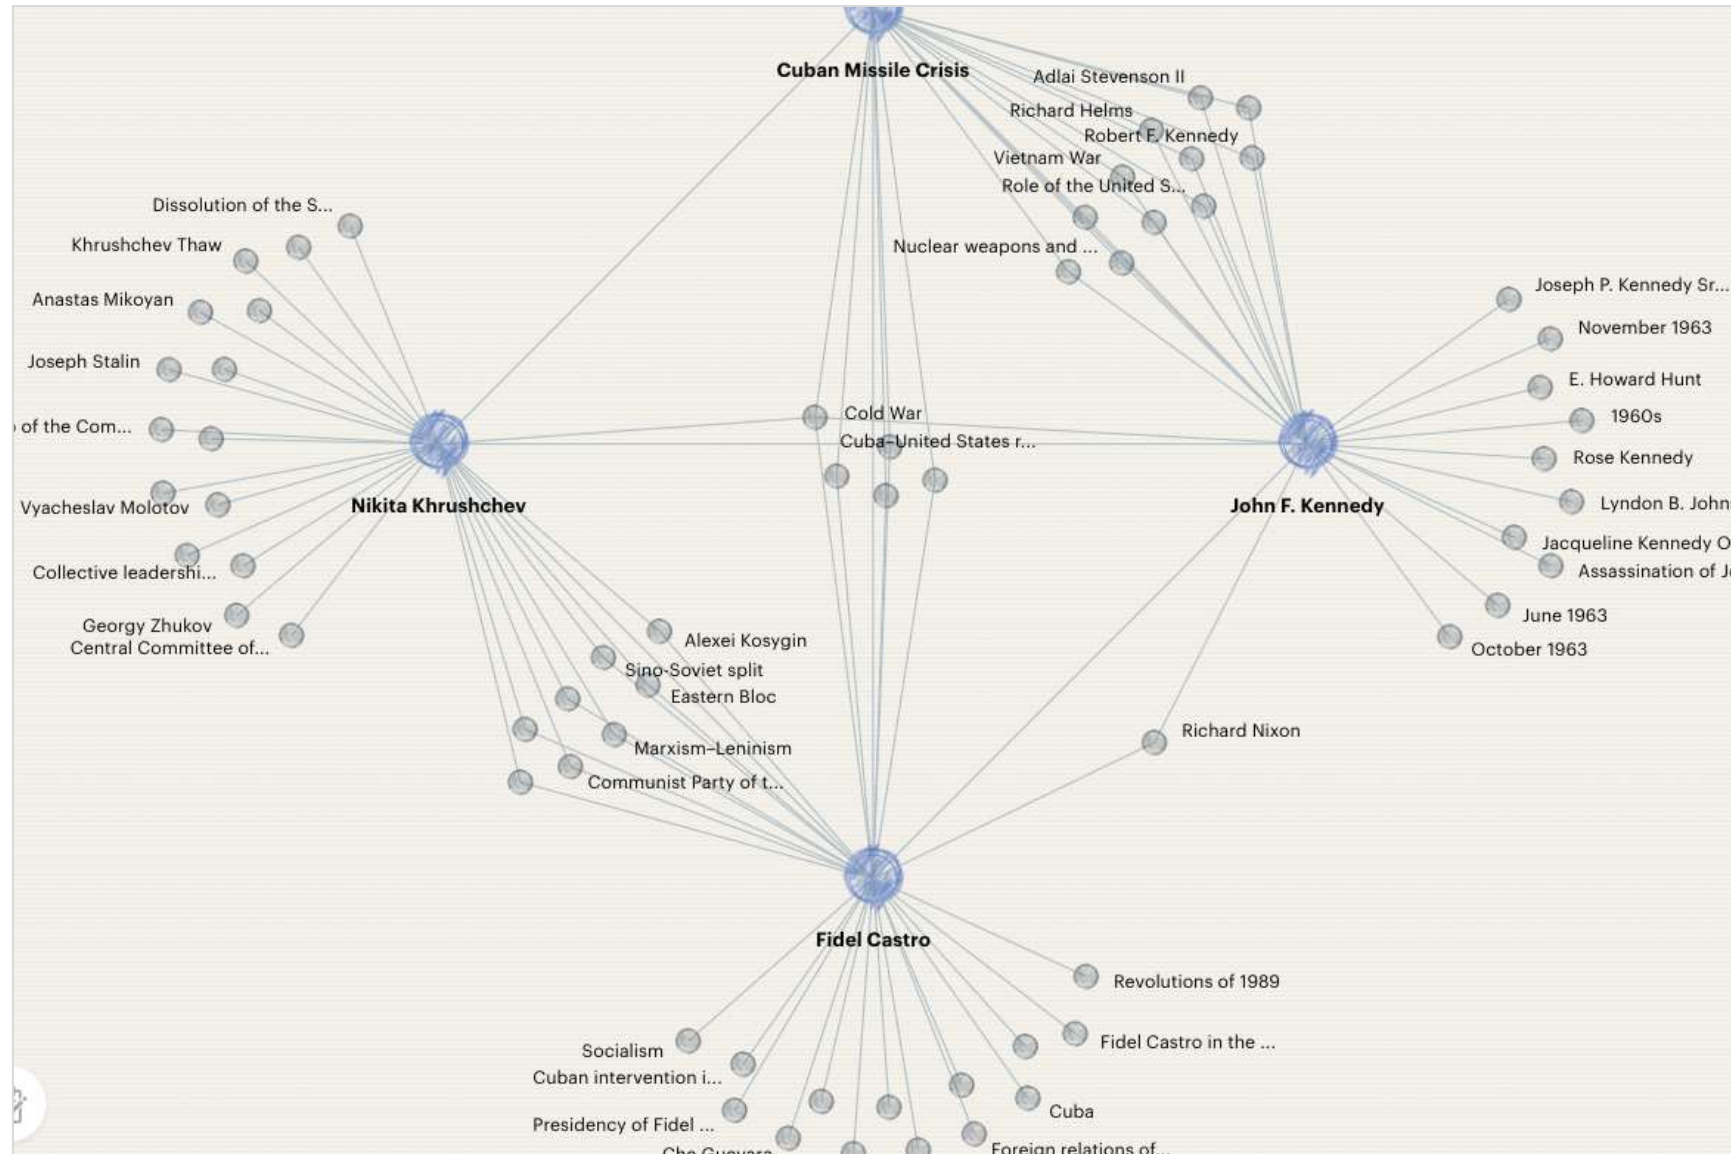 Cuban Missile Crisis
Adlai Stevenson II
Richard Helms
Robert F. Kennedy
Vietnam War
Role of the United S...
Nuclear weapons and ...
Dissolution of the S...
Khrushchev Thaw
Anastas Mikoyan
Joseph Stalin
of the Com...
Vyacheslav Molotov
Collective leadershi...
Georgy Zhukov
Central Committee of...
Nikita Khrushchev
Cold War
Cuba–United States r...
John F. Kennedy
Joseph P. Kennedy Sr...
November 1963
E. Howard Hunt
1960s
Rose Kennedy
Lyndon B. John
Jacqueline Kennedy O
Assassination of J
June 1963
October 1963
Alexei Kosygin
Sino-Soviet split
Eastern Bloc
Marxism–Leninism
Communist Party of t...
Richard Nixon
Fidel Castro
Revolutions of 1989
Fidel Castro in the ...
Socialism
Cuban intervention i...
Presidency of Fidel ...
Cuba
Che Guevara
Foreign relations of...